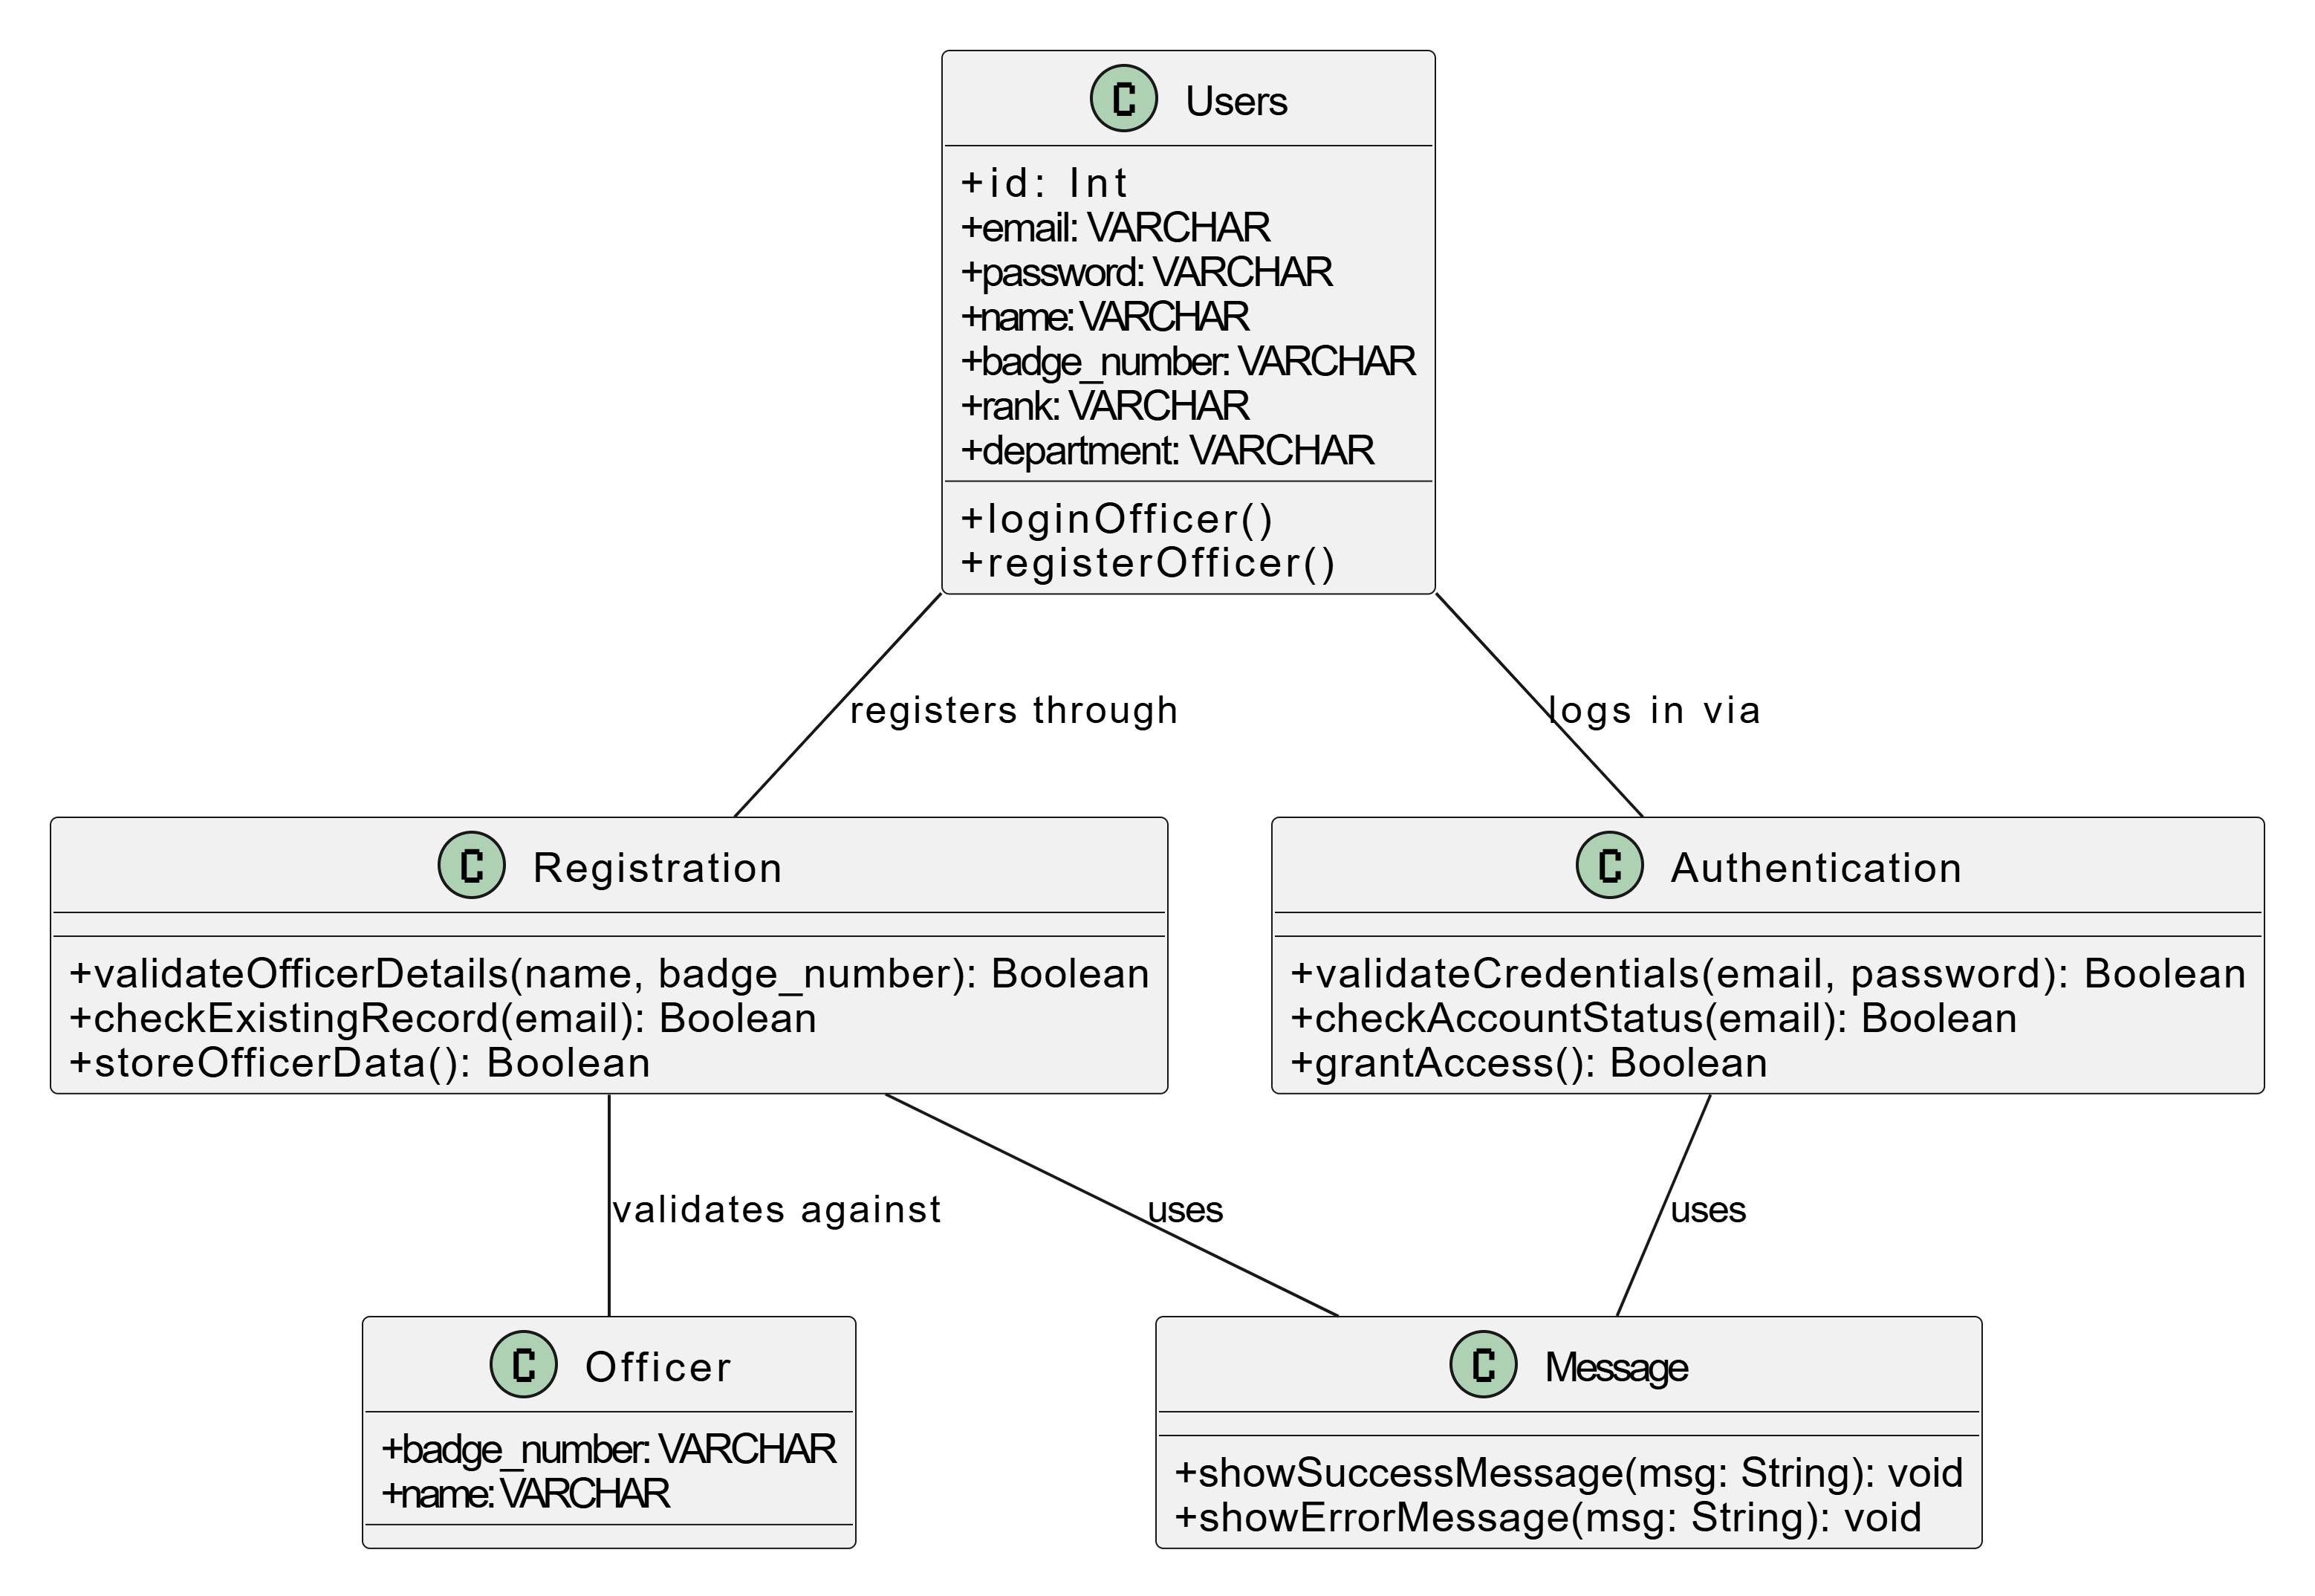 C Users
+id: Int
+email: VARCHAR
+password: VARCHAR
+name: VARCHAR
+badge_number: VARCHAR
+rank: VARCHAR
+department: VARCHAR
+loginOfficer()
+registerOfficer()
registers through
logs in via
C Registration
+validateOfficerDetails(name, badge_number): Boolean
+checkExistingRecord(email): Boolean
+storeOfficerData(): Boolean
C Authentication
+validateCredentials(email, password): Boolean
+checkAccountStatus(email): Boolean
+grantAccess(): Boolean
validates against
uses
uses
C Officer
+badge_number: VARCHAR
+name: VARCHAR
C Message
+showSuccessMessage(msg: String): void
+showErrorMessage(msg: String): void